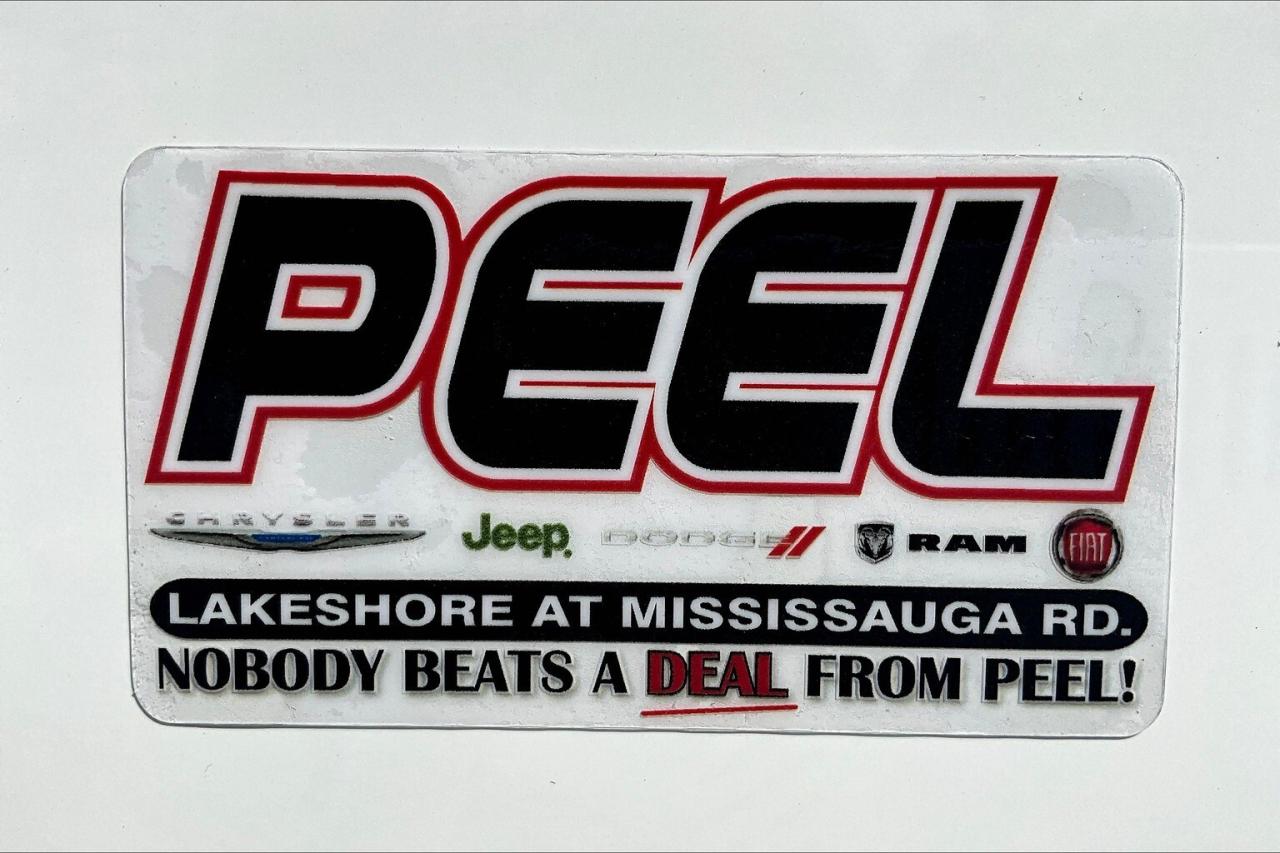 PEEL
CHRYSLER Jeep. DODGE RAM FIAT
LAKESHORE AT MISSISSAUGA RD.
NOBODY BEATS A DEAL FROM PEEL!